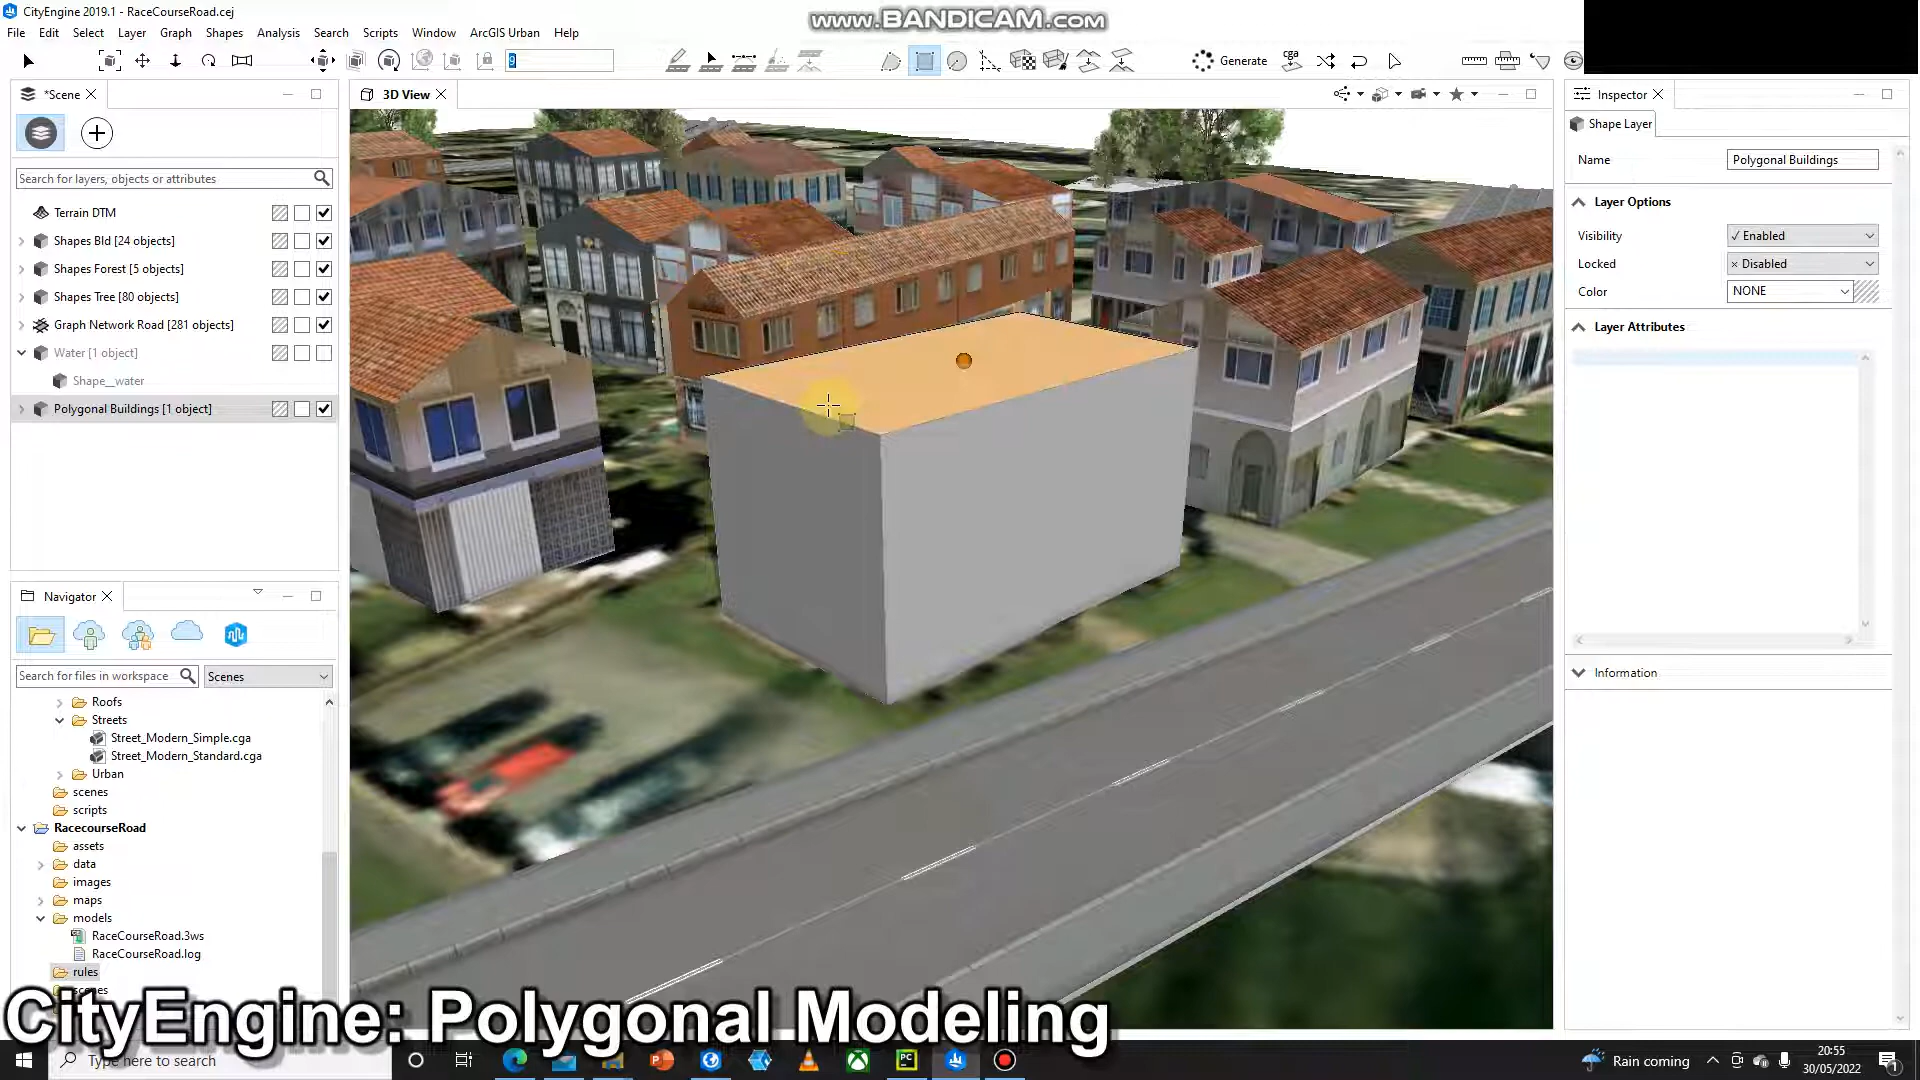 CityEngine 2019.1 - RaceCourseRoad.cej
WWW.BANDICAM.COM
File Edit Select Layer Graph Shapes Analysis Search Scripts Window ArcGIS Urban Help
9
Generate
cga
*Scene
3D View
Inspector
Shape Layer
Name Polygonal Buildings
Search for layers, objects or attributes
Layer Options
Terrain DTM
Visibility ✓ Enabled
Shapes Bld [24 objects]
Shapes Forest [5 objects]
Locked × Disabled
Shapes Tree [80 objects]
Color NONE
Graph Network Road [281 objects]
Layer Attributes
Water [1 object]
Shape__water
Polygonal Buildings [1 object]
Navigator
Search for files in workspace Scenes
Information
Roofs
Streets
Street_Modern_Simple.cga
Street_Modern_Standard.cga
Urban
scenes
scripts
RacecourseRoad
assets
data
images
maps
models
RaceCourseRoad.3ws
RaceCourseRoad.log
rules
scenes
CityEngine: Polygonal Modeling
Type here to search
Rain coming
20:55
30/05/2022